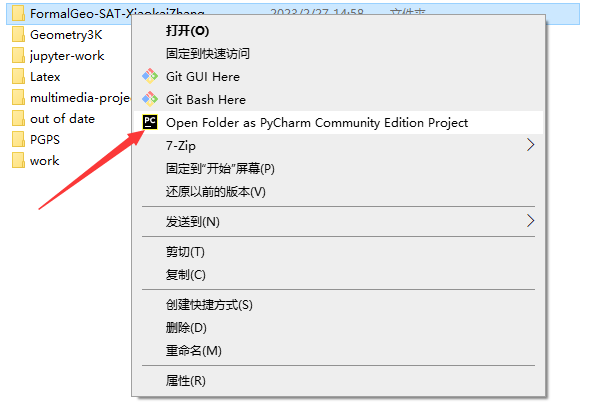 FormalGeo-SAT-XiaokaiZhang 2023/2/27 14:58 文件夹
Geometry3K
jupyter-work
Latex
multimedia-projec
out of date
PGPS
work
打开(O)
固定到快速访问
Git GUI Here
Git Bash Here
PC Open Folder as PyCharm Community Edition Project
7-Zip
固定到"开始"屏幕(P)
还原以前的版本(V)
发送到(N)
剪切(T)
复制(C)
创建快捷方式(S)
删除(D)
重命名(M)
属性(R)